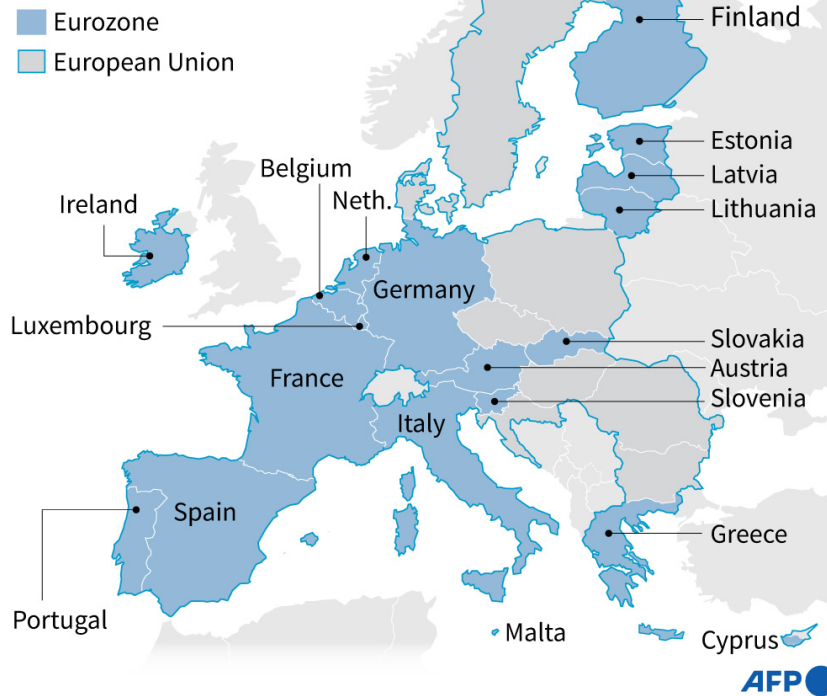 Eurozone
European Union
Finland
Estonia
Latvia
Lithuania
Belgium
Neth.
Ireland
Germany
Luxembourg
Slovakia
Austria
Slovenia
France
Italy
Spain
Greece
Portugal
Malta
Cyprus
AFP